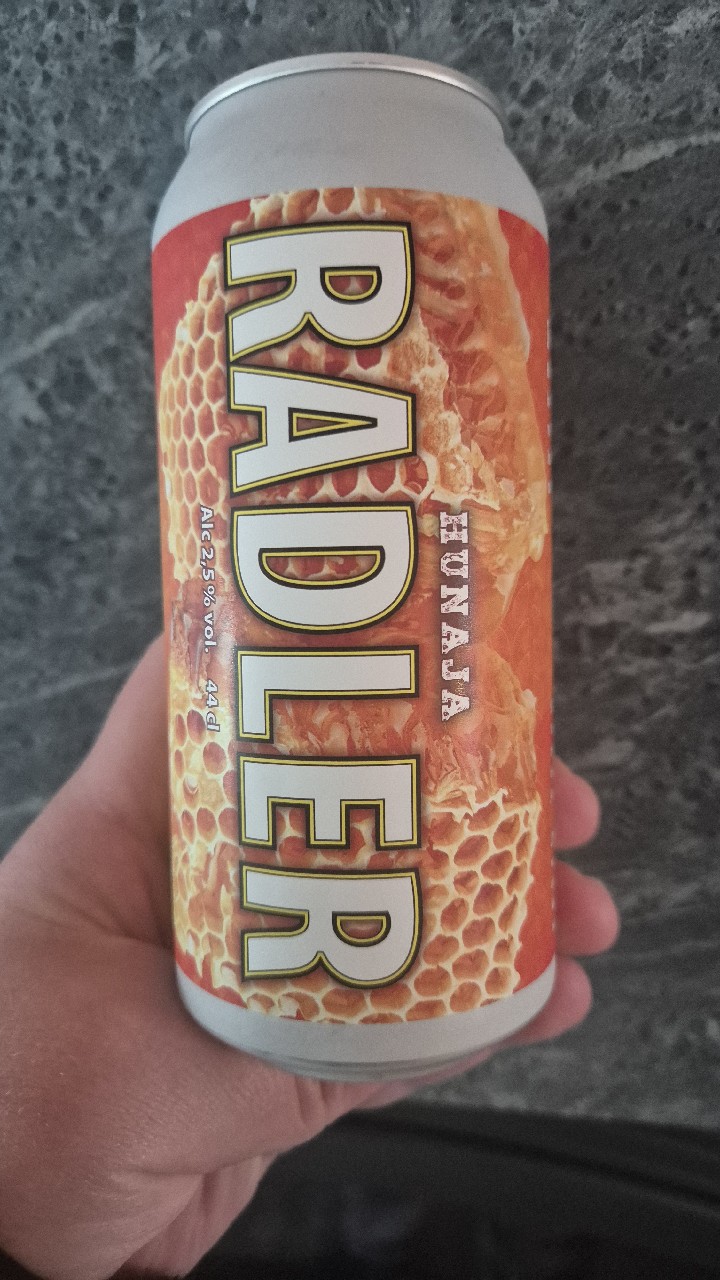 HUNAJA
RADLER
Alc 2,5 % vol. 44 cl